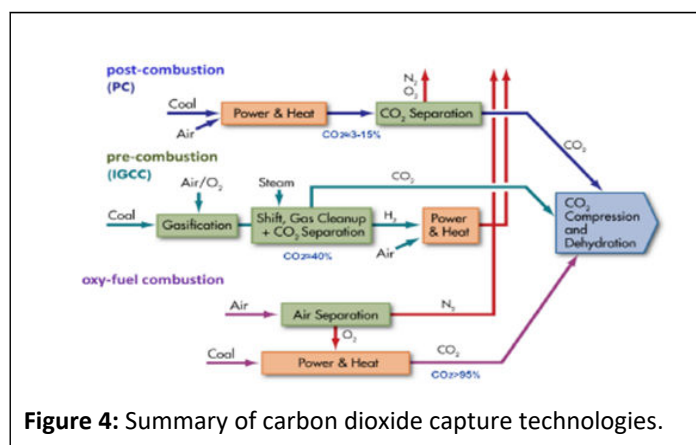 post-combustion
(PC)
N₂
O₂
Coal
Air
Power & Heat
CO₂ Separation
CO₂=3-15%
CO₂
pre-combustion
(IGCC)
Air/O₂
Steam
CO₂
Coal
Gasification
Shift, Gas Cleanup
+ CO₂ Separation
H₂
Power
& Heat
Air
CO₂=40%
CO₂
Compression
and
Dehydration
oxy-fuel combustion
Air
Air Separation
N₂
O₂
Coal
Power & Heat
CO₂
CO₂>95%
Figure 4: Summary of carbon dioxide capture technologies.